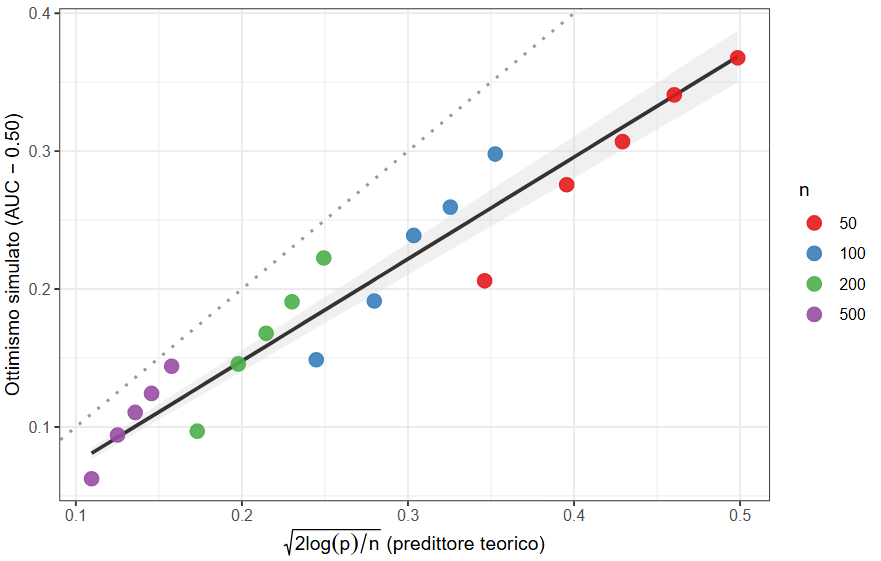 0.4
0.3
0.2
0.1
Ottimismo simulato (AUC − 0.50)
0.1 0.2 0.3 0.4 0.5
√2log(p)/n (predittore teorico)
n
50
100
200
500